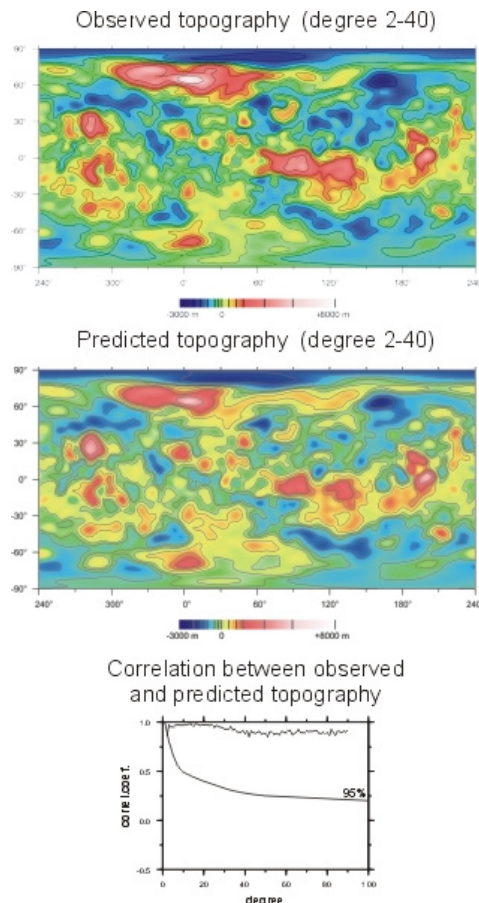 Observed topography (degree 2-40)
90°
60°
30°
0°
-30°
-60°
-90°
240° 300° 0° 60° 120° 180° 240°
-3000 m 0 +8000 m
Predicted topography (degree 2-40)
90°
60°
30°
0°
-30°
-60°
-90°
240° 300° 0° 60° 120° 180° 240°
-3000 m 0 +8000 m
Correlation between observed
and predicted topography
1.0
0.5
0.0
-0.5
correl.coef.
95%
0 20 40 60 80 100
degree